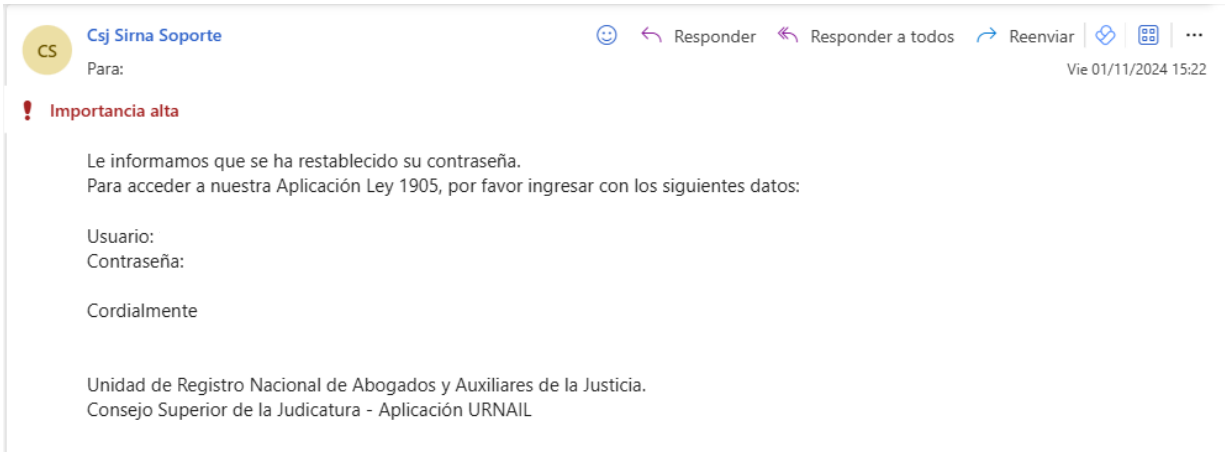 CS
Csj Sirna Soporte
Responder
Responder a todos
Reenviar
Para:
Vie 01/11/2024 15:22
Importancia alta
Le informamos que se ha restablecido su contraseña.
Para acceder a nuestra Aplicación Ley 1905, por favor ingresar con los siguientes datos:
Usuario:
Contraseña:
Cordialmente
Unidad de Registro Nacional de Abogados y Auxiliares de la Justicia.
Consejo Superior de la Judicatura - Aplicación URNAIL